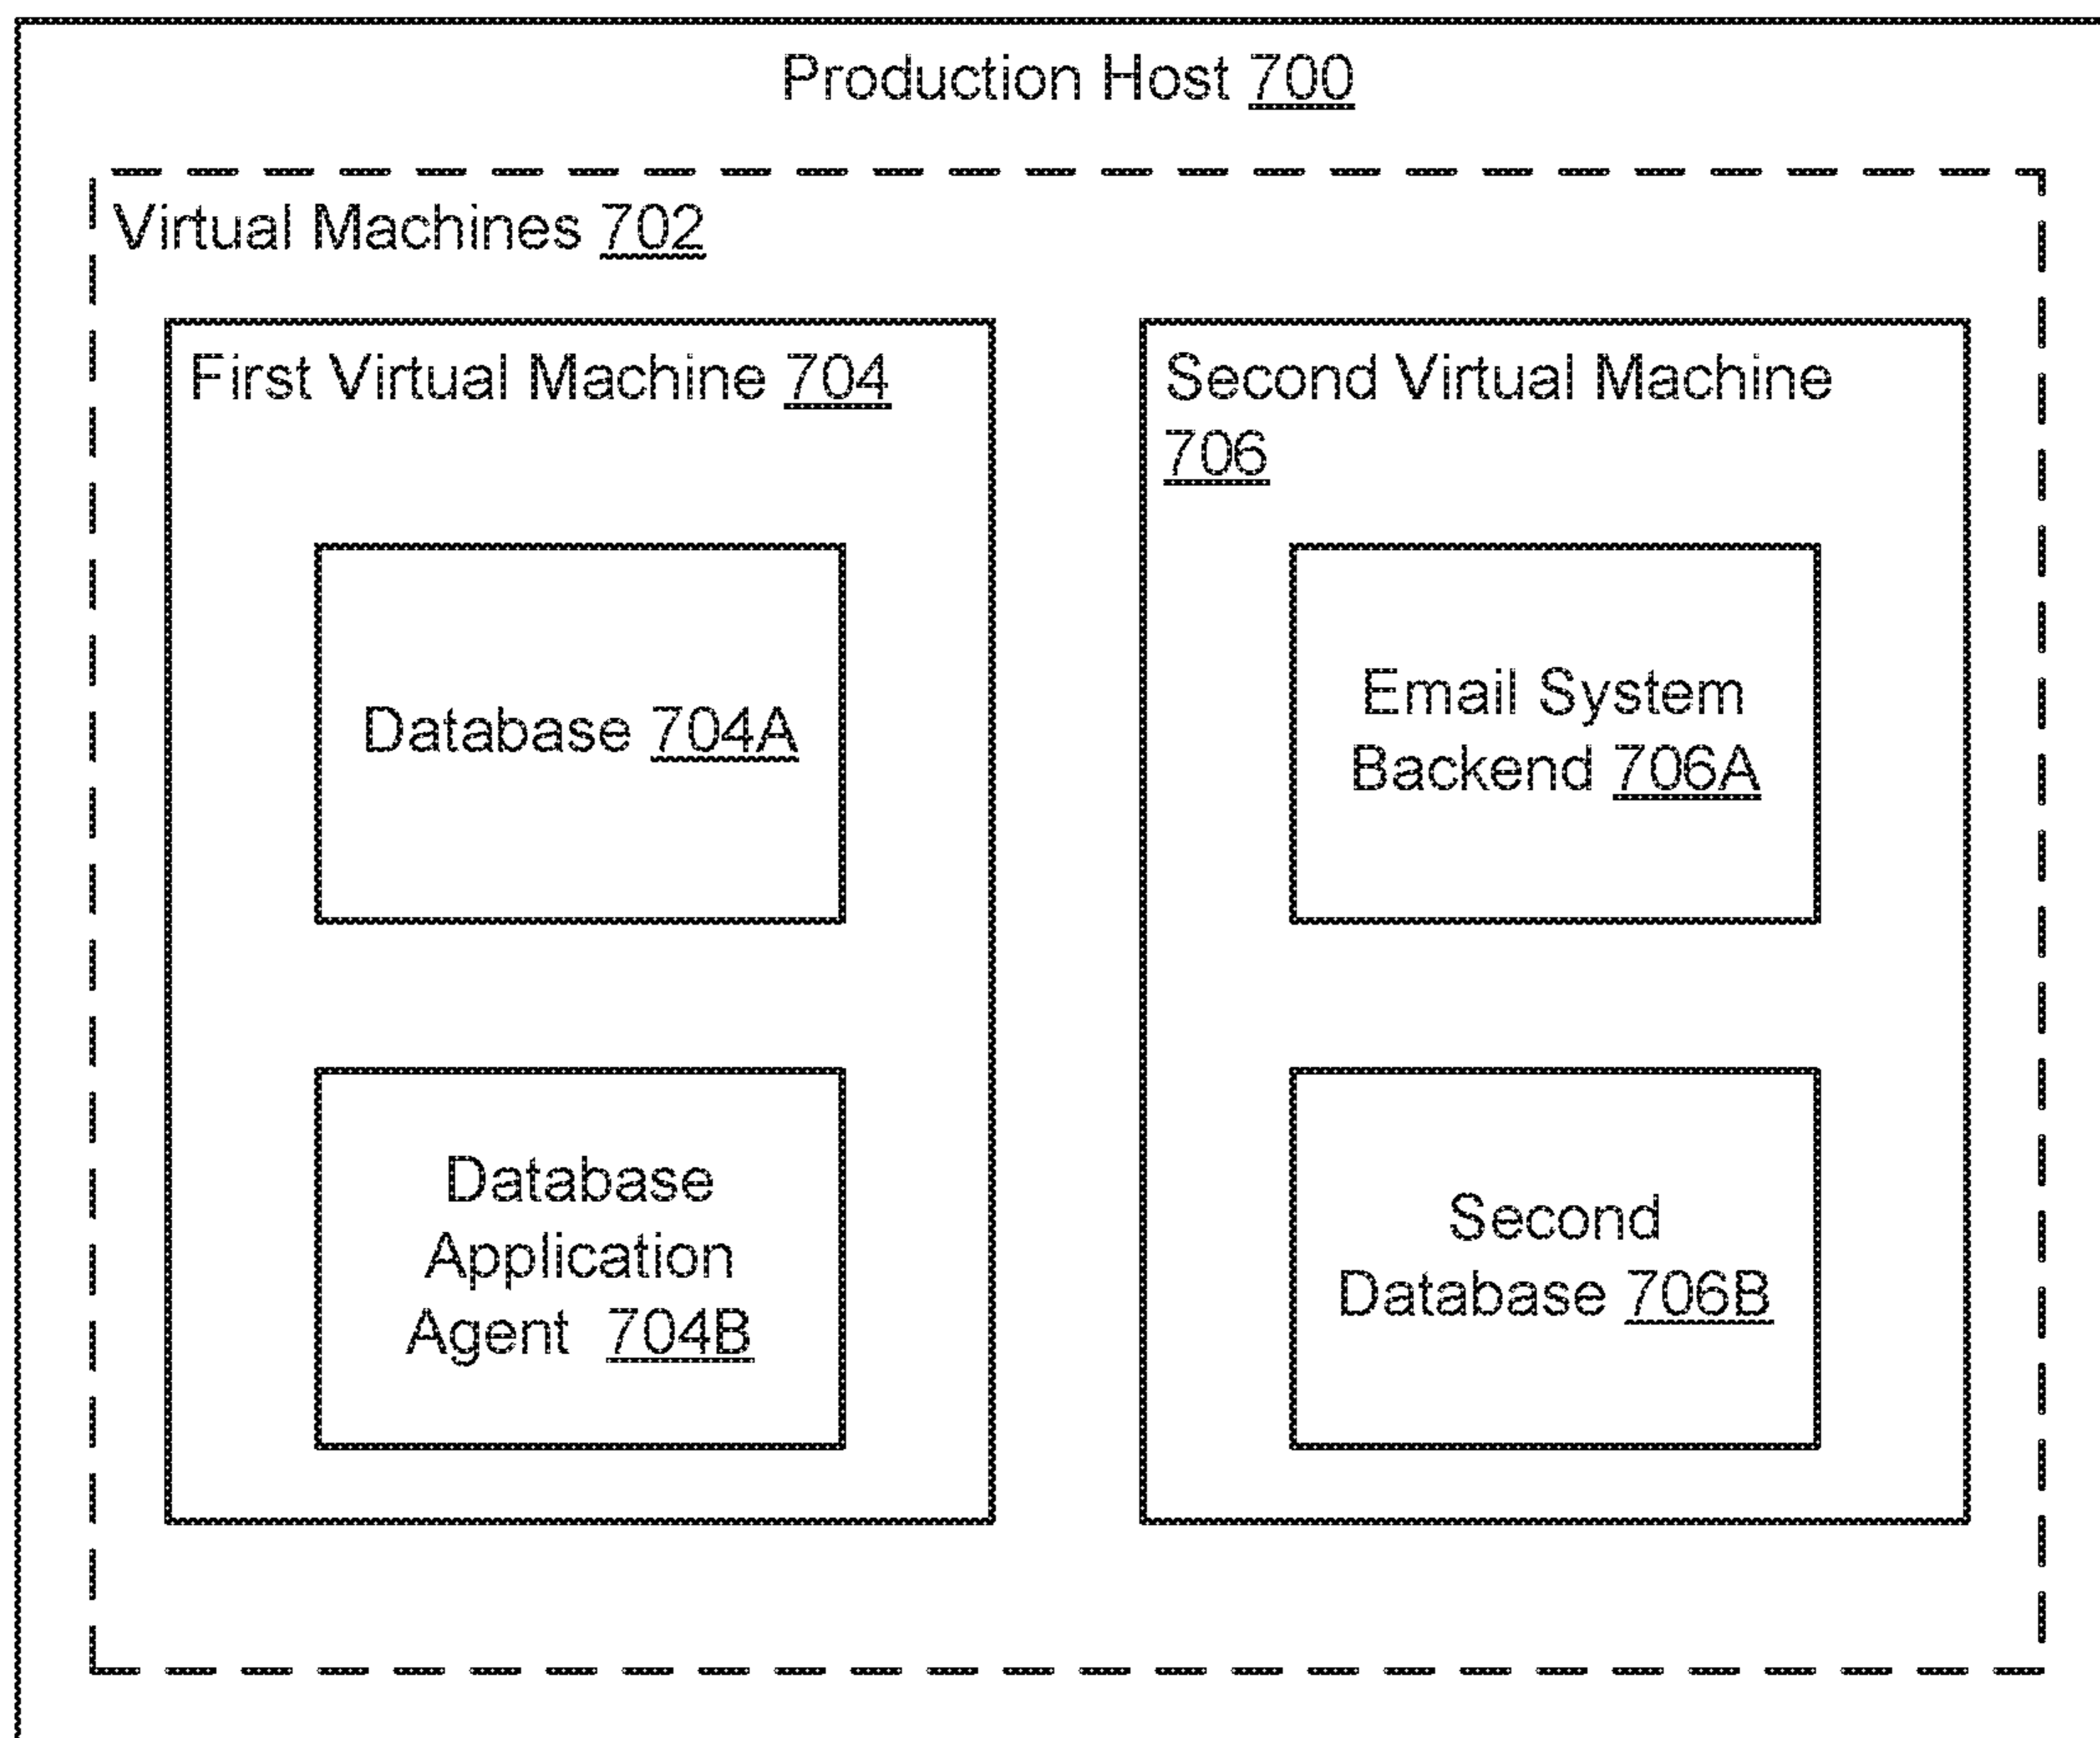 Production Host 700
Virtual Machines 702
First Virtual Machine 704
Database 704A
Database
Application
Agent 704B
Second Virtual Machine
706
Email System
Backend 706A
Second
Database 706B